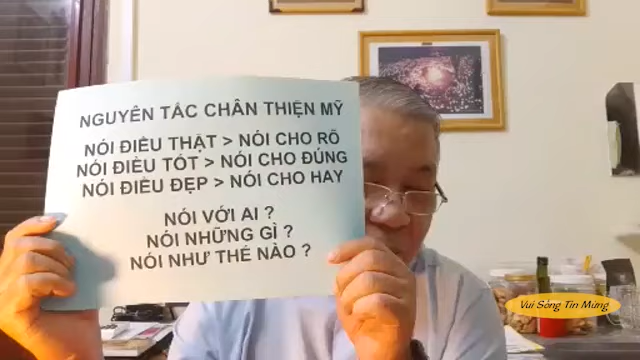 NGUYÊN TẮC CHÂN THIỆN MỸ
NÓI ĐIỀU THẬT > NÓI CHO RÕ
NÓI ĐIỀU TỐT > NÓI CHO ĐÚNG
NÓI ĐIỀU ĐẸP > NÓI CHO HAY
NÓI VỚI AI ?
NÓI NHỮNG GÌ ?
NÓI NHƯ THẾ NÀO ?
Vui Sống Tin Mừng